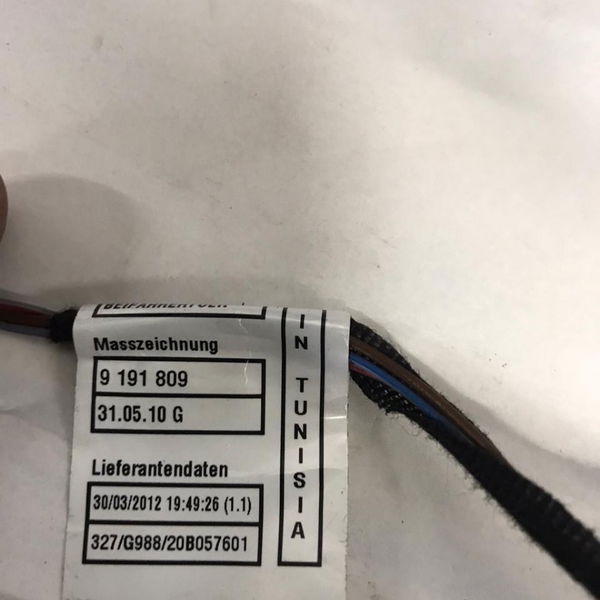 Masszeichnung
9 191 809
31.05.10 G
Lieferantendaten
30/03/2012 19:49:26 (1.1)
327/G988/20B057601
IN TUNISIA